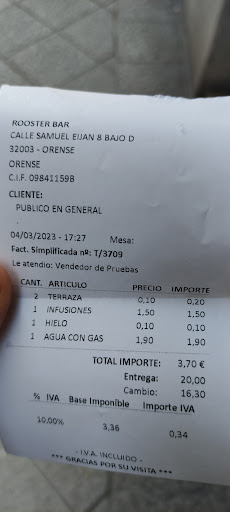 ROOSTER BAR
CALLE SAMUEL EIJAN 8 BAJO D
32003 - ORENSE
ORENSE
C.I.F. 09841159B
CLIENTE:
PUBLICO EN GENERAL
04/03/2023 - 17:27 Mesa:
Fact. Simplificada nº: T/3709
Le atendio: Vendedor de Pruebas
CANT. ARTICULO PRECIO IMPORTE
2 TERRAZA 0,10 0,20
1 INFUSIONES 1,50 1,50
1 HIELO 0,10 0,10
1 AGUA CON GAS 1,90 1,90
TOTAL IMPORTE: 3,70 €
Entrega: 20,00
Cambio: 16,30
% IVA Base Imponible Importe IVA
10,00% 3,36 0,34
- I.V.A. INCLUIDO -
*** GRACIAS POR SU VISITA ***